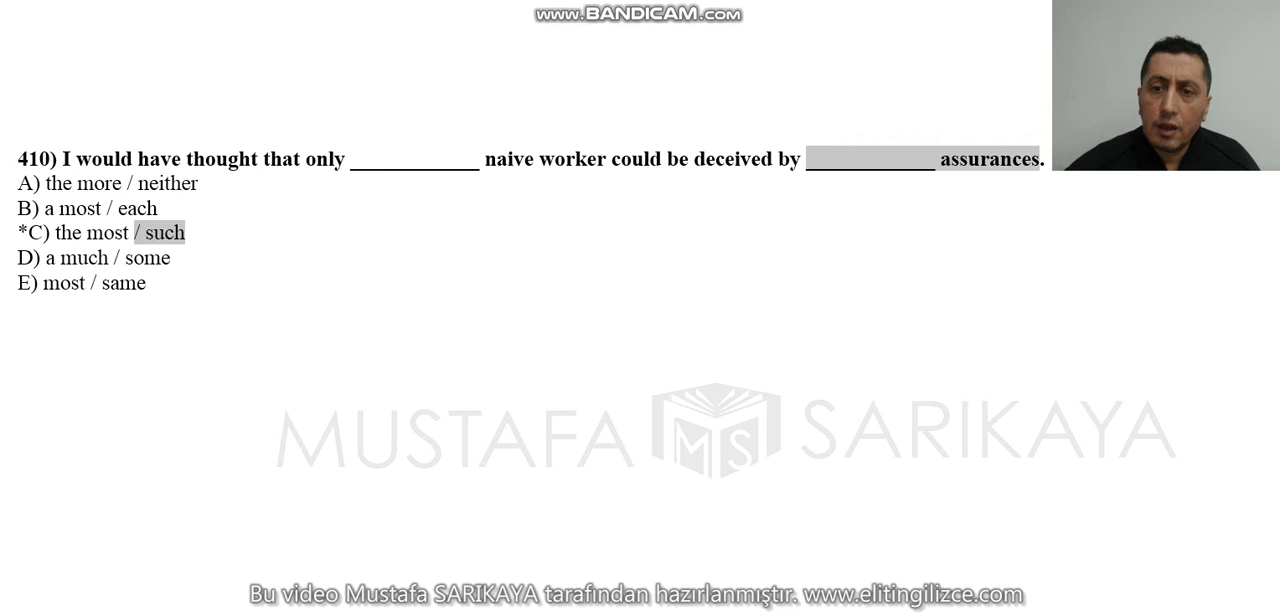 www.BANDICAM.com
410) I would have thought that only ____________ naive worker could be deceived by ____________ assurances.
A) the more / neither
B) a most / each
*C) the most / such
D) a much / some
E) most / same
MUSTAFA MS SARIKAYA
Bu video Mustafa SARIKAYA tarafından hazırlanmıştır. www.elitingilizce.com